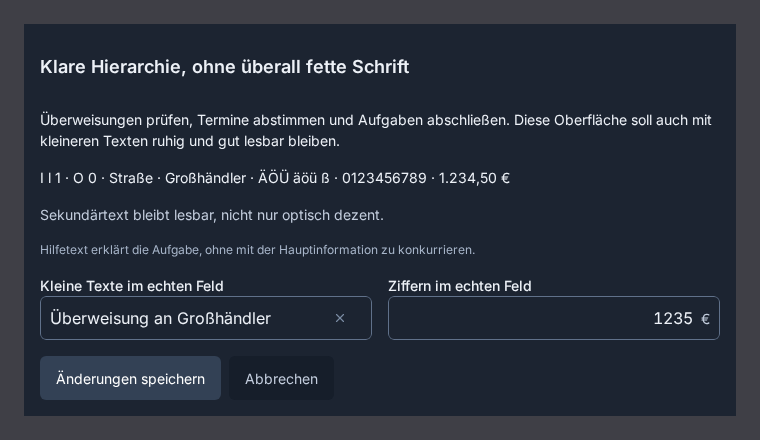 Klare Hierarchie, ohne überall fette Schrift
Überweisungen prüfen, Termine abstimmen und Aufgaben abschließen. Diese Oberfläche soll auch mit
kleineren Texten ruhig und gut lesbar bleiben.
I l 1 · O 0 · Straße · Großhändler · ÄÖÜ äöü ß · 0123456789 · 1.234,50 €
Sekundärtext bleibt lesbar, nicht nur optisch dezent.
Hilfetext erklärt die Aufgabe, ohne mit der Hauptinformation zu konkurrieren.
Kleine Texte im echten Feld
Ziffern im echten Feld
Überweisung an Großhändler ×
1235 €
Änderungen speichern
Abbrechen